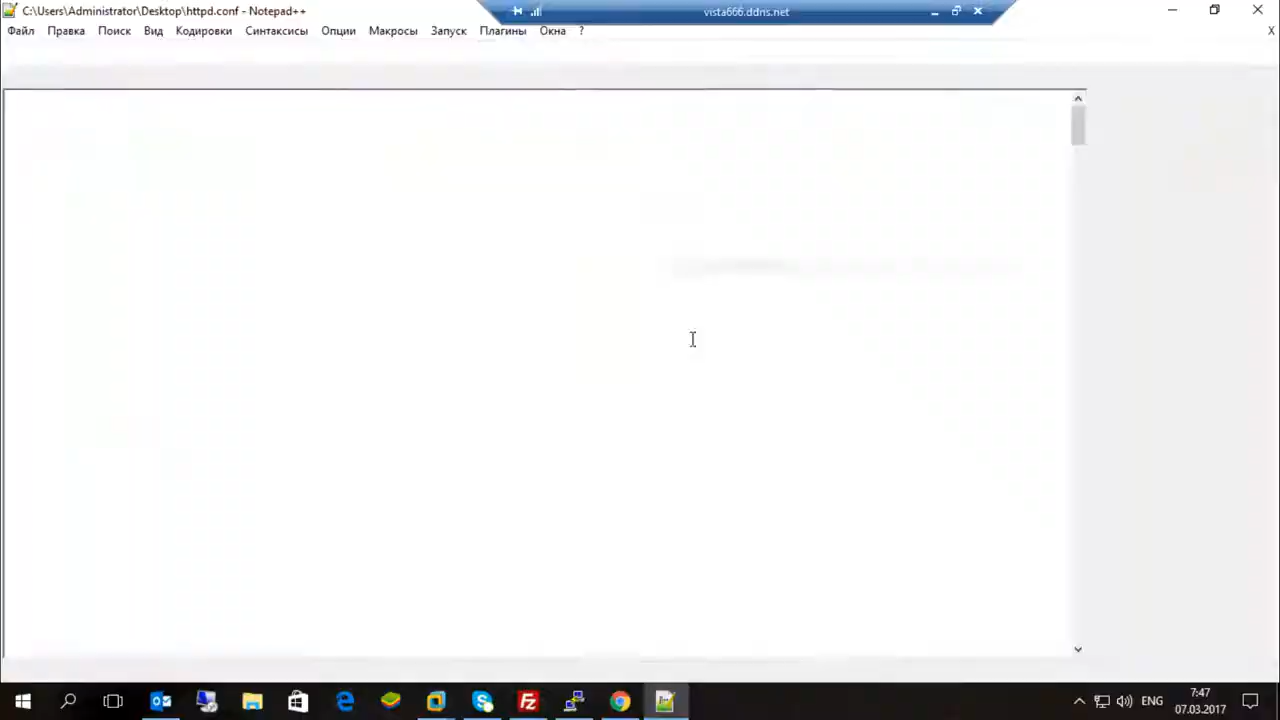 C:\Users\Administrator\Desktop\httpd.conf - Notepad++
vista666.ddns.net
Файл Правка Поиск Вид Кодировки Синтаксисы Опции Макросы Запуск Плагины Окна ? X
ENG
7:47
07.03.2017